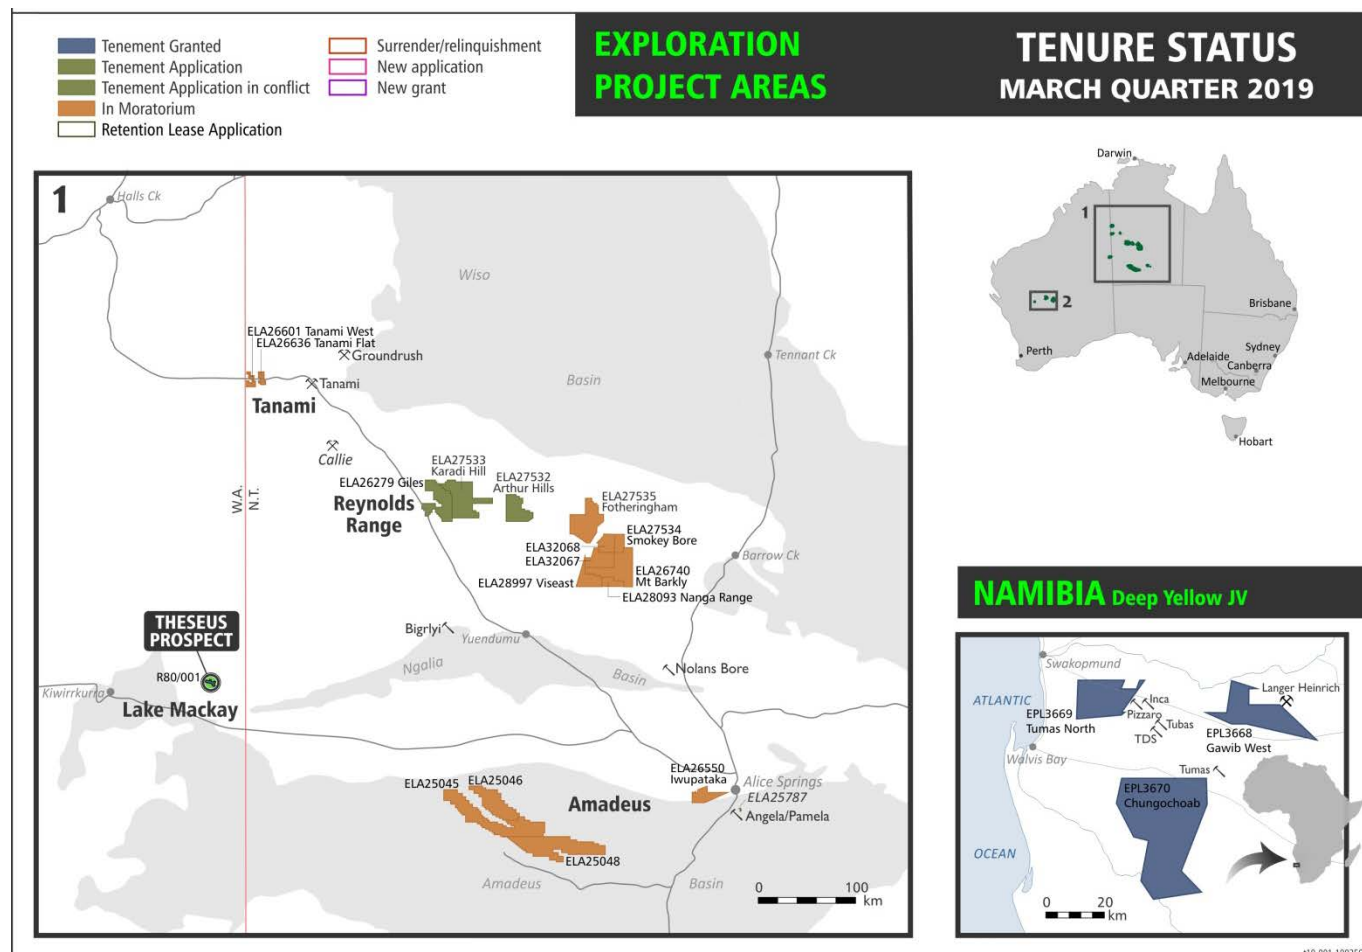 Tenement Granted
Tenement Application
Tenement Application in conflict
In Moratorium
Retention Lease Application
Surrender/relinquishment
New application
New grant
EXPLORATION
PROJECT AREAS
TENURE STATUS
MARCH QUARTER 2019
1
Halls Ck
Wiso
ELA26601 Tanami West
ELA26636 Tanami Flat
Groundrush
Tennant Ck
Tanami
Basin
Tanami
Callie
W.A.
N.T.
ELA27533
Karadi Hill
ELA26279 Giles
ELA27532
Arthur Hills
Reynolds
Range
ELA27535
Fotheringham
ELA27534
Smokey Bore
ELA32068
ELA32067
Barrow Ck
ELA26740
Mt Barkly
ELA28997 Viseast
ELA28093 Nanga Range
THESEUS
PROSPECT
Bigrlyi
Yuendumu
Ngalia
Basin
Nolans Bore
R80/001
Kiwirrkurra
Lake Mackay
ELA25045
ELA25046
ELA26550
Iwupataka
Alice Springs
ELA25787
Amadeus
Angela/Pamela
ELA25048
Amadeus
Basin
0 100
km
Darwin
1
2
Brisbane
Perth
Sydney
Adelaide
Canberra
Melbourne
Hobart
NAMIBIA Deep Yellow JV
Swakopmund
ATLANTIC
Inca
Langer Heinrich
EPL3669
Tumas North
Pizzaro
Tubas
TDS
EPL3668
Gawib West
Walvis Bay
Tumas
EPL3670
Chungochoab
OCEAN
0 20
km